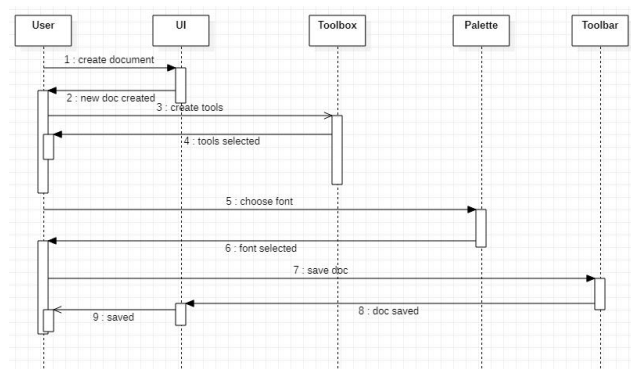 User
UI
Toolbox
Palette
Toolbar
1 : create document
2 : new doc created
3 : create tools
4 : tools selected
5 : choose font
6 : font selected
7 : save doc
8 : doc saved
9 : saved